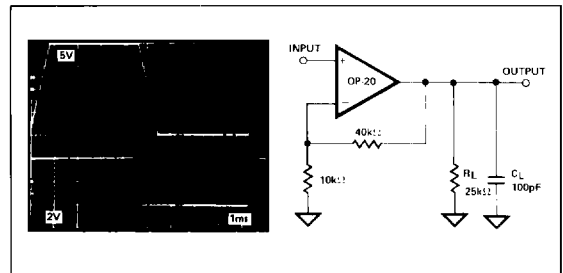 5V
2V
1ms
INPUT
+
OP-20
−
OUTPUT
40kΩ
10kΩ
RL
25kΩ
CL
100pF